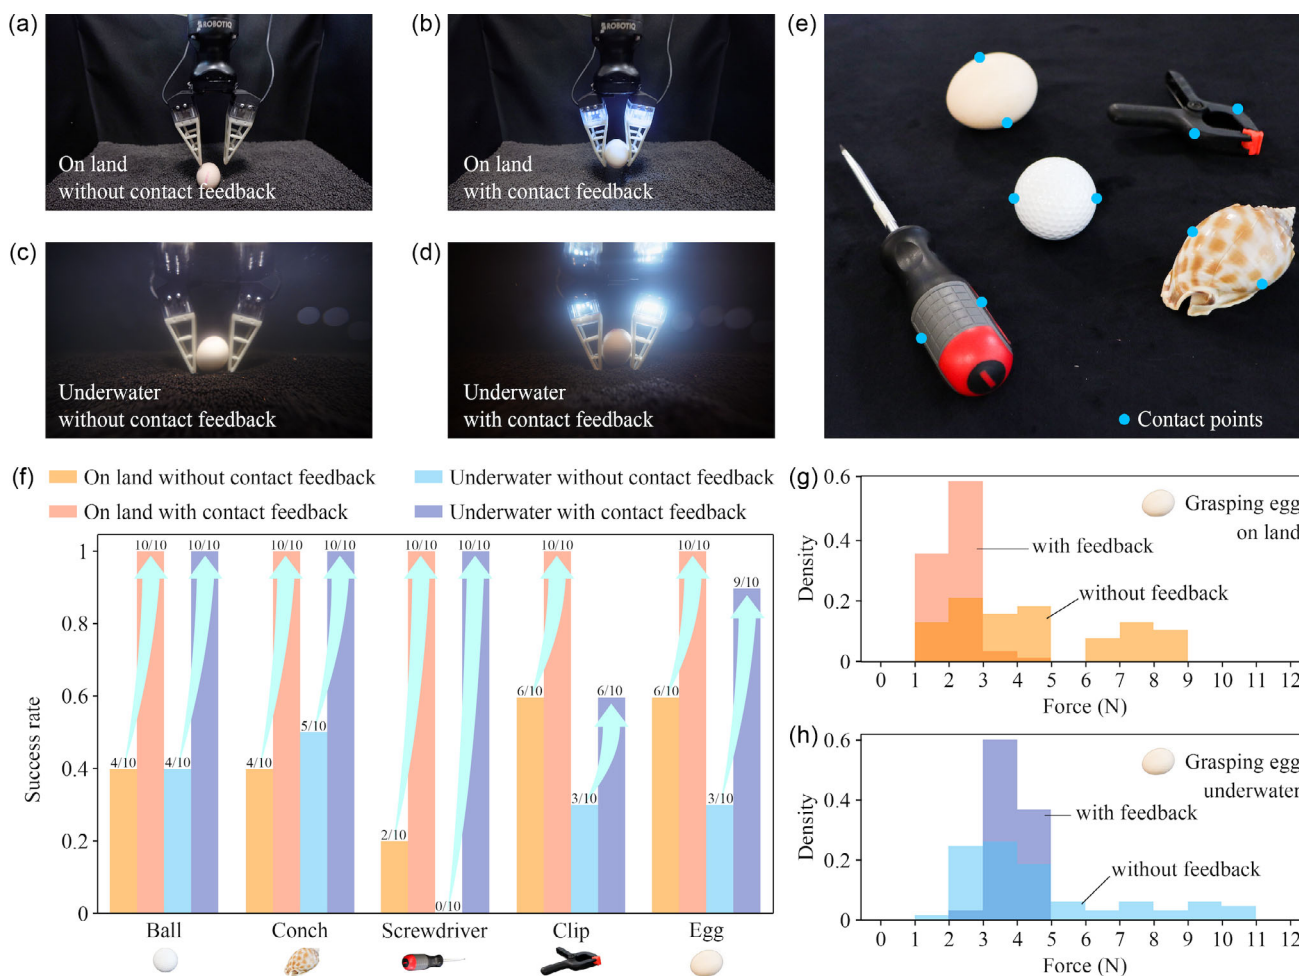 (a)
ROBOTIQ
On land
without contact feedback
(b)
ROBOTIQ
On land
with contact feedback
(c)
Underwater
without contact feedback
(d)
Underwater
with contact feedback
(e)
Contact points
(f)
On land without contact feedback
Underwater without contact feedback
On land with contact feedback
Underwater with contact feedback
Success rate
1
0.8
0.6
0.4
0.2
0
4/10
10/10
4/10
10/10
4/10
10/10
5/10
10/10
2/10
10/10
0/10
10/10
6/10
10/10
3/10
6/10
6/10
10/10
3/10
9/10
Ball
Conch
Screwdriver
Clip
Egg
(g)
Density
0.6
0.4
0.2
0
Grasping egg
on land
with feedback
without feedback
0 1 2 3 4 5 6 7 8 9 10 11 12
Force (N)
(h)
Density
0.6
0.4
0.2
0
Grasping egg
underwater
with feedback
without feedback
0 1 2 3 4 5 6 7 8 9 10 11 12
Force (N)